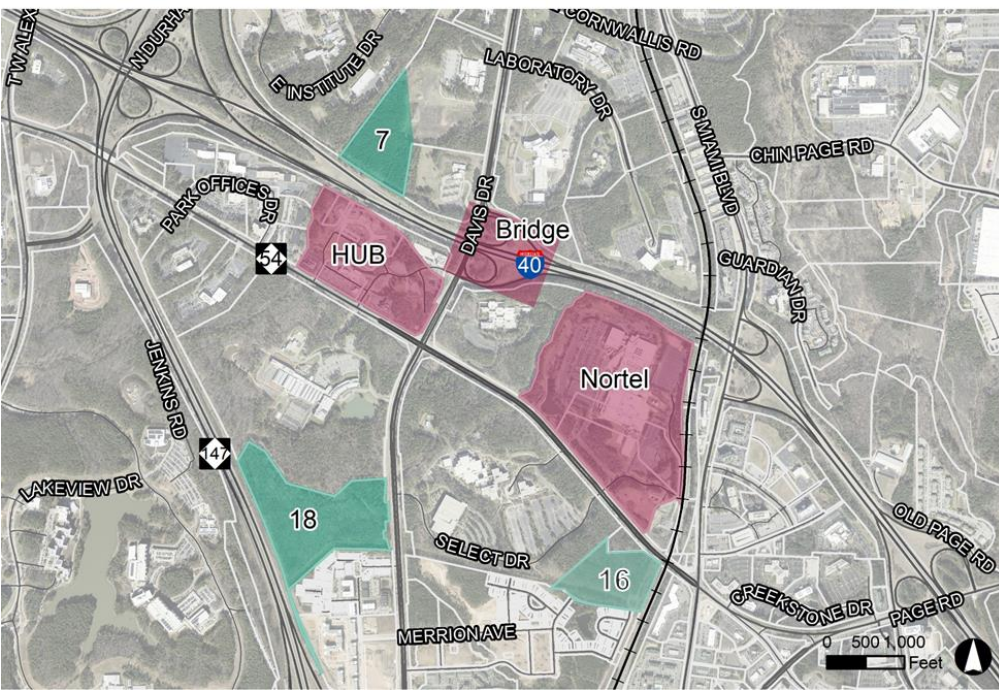 T W ALEX
N DURHA
E INSTITUTE DR
CORNWALLIS RD
LABORATORY DR
S MIAMI BLVD
CHIN PAGE RD
7
PARK OFFICES DR
DAVIS DR
54
HUB
Bridge
40
GUARDIAN DR
JENKINS RD
Nortel
147
LAKEVIEW DR
18
SELECT DR
16
OLD PAGE RD
CREEKSTONE DR
PAGE RD
MERRION AVE
0 500 1,000
Feet